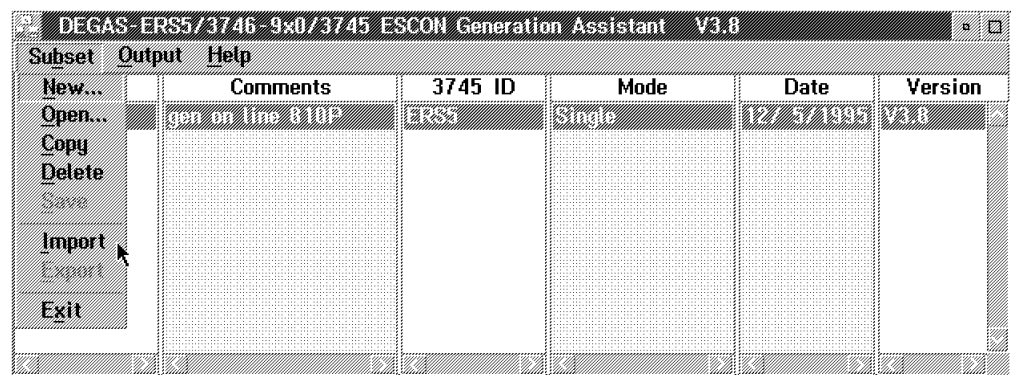 DEGAS-ERS5/3746-9x0/3745 ESCON Generation Assistant V3.8
Subset Output Help
New... Comments 3745 ID Mode Date Version
Open... gen on line 810P ERS5 Single 12/ 5/1995 V3.8
Copy
Delete
Save
Import
Export
Exit